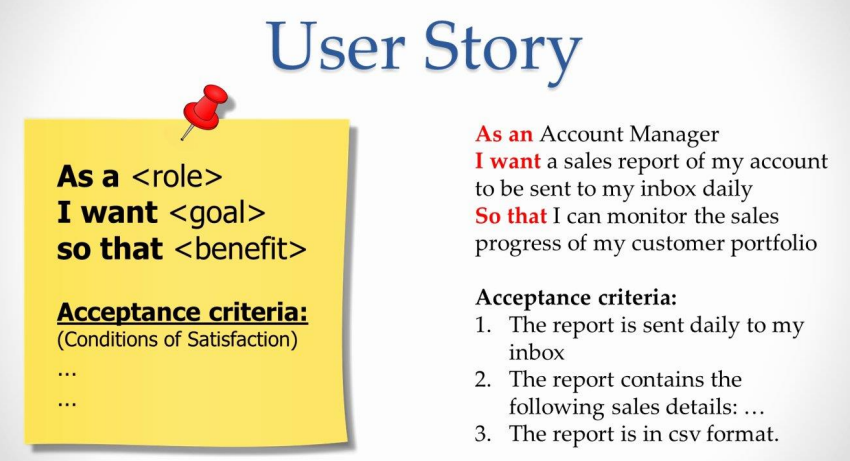 User Story
As a <role>
I want <goal>
so that <benefit>
Acceptance criteria:
(Conditions of Satisfaction)
...
...
As an Account Manager
I want a sales report of my account
to be sent to my inbox daily
So that I can monitor the sales
progress of my customer portfolio
Acceptance criteria:
1. The report is sent daily to my
inbox
2. The report contains the
following sales details: …
3. The report is in csv format.